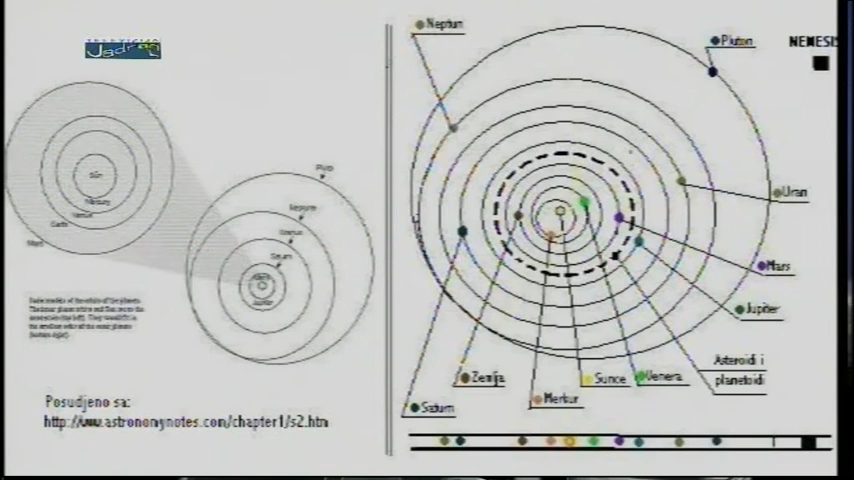 Jadran
Neptun
Pluton
NEMESIS
Uran
Mars
Jupiter
Asteroidi i
planetoidi
Zemlja
Sunce
Venera
Merkur
Saturn
Pluto
Neptune
Uranus
Saturn
Jupiter
Sun
Mercury
Venus
Earth
Mars
Posudjeno sa:
http://www.astronomynotes.com/chapter1/s2.htm